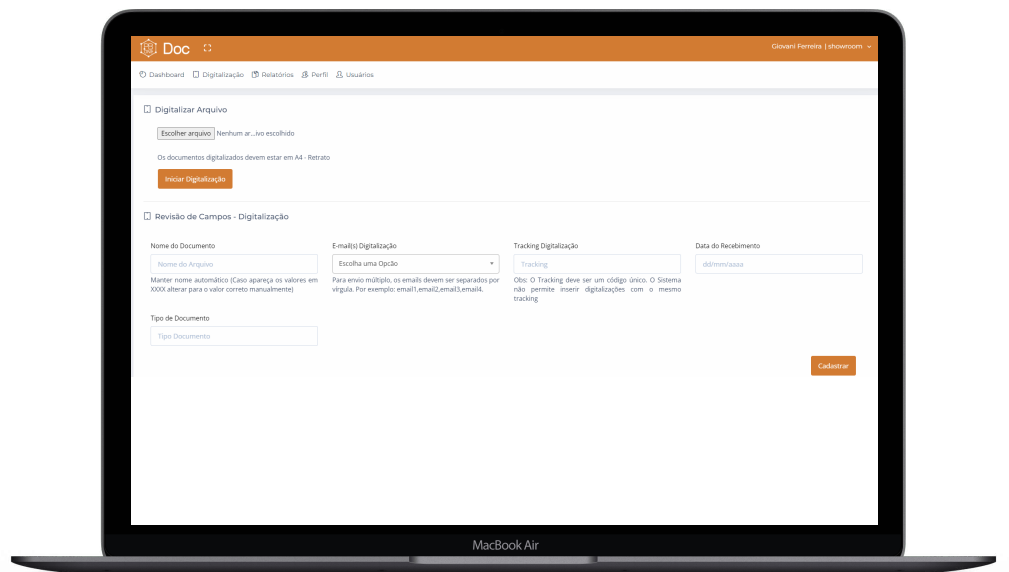 Doc
Giovani Ferreira | showroom
Dashboard Digitalização Relatórios Perfil Usuários
Digitalizar Arquivo
Escolher arquivo Nenhum ar...ivo escolhido
Os documentos digitalizados devem estar em A4 - Retrato
Iniciar Digitalização
Revisão de Campos - Digitalização
Nome do Documento
Nome do Arquivo
Manter nome automático (Caso apareça os valores em
XXXX alterar para o valor correto manualmente)
E-mail(s) Digitalização
Escolha uma Opcão
Para envio múltiplo, os emails devem ser separados por
vírgula. Por exemplo: email1,email2,email3,email4.
Tracking Digitalização
Tracking
Obs: O Tracking deve ser um código único. O Sistema
não permite inserir digitalizações com o mesmo
tracking
Data do Recebimento
dd/mm/aaaa
Tipo de Documento
Tipo Documento
Cadastrar
MacBook Air